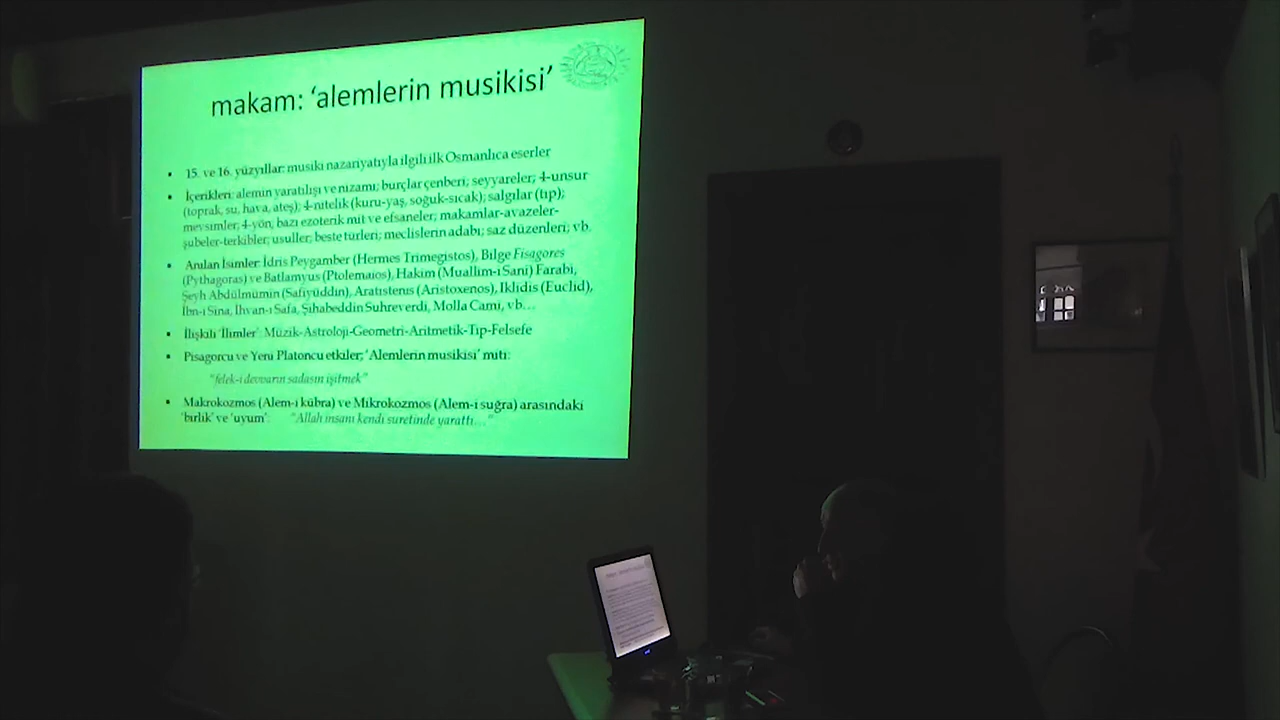 makam: ‘alemlerin musikisi’
• 15. ve 16. yüzyıllar: musiki nazariyatıyla ilgili ilk Osmanlıca eserler
• İçerikleri: alemin yaratılışı ve nizamı; burçlar çenberi; seyyareler; 4-unsur
(toprak, su, hava, ateş); 4-nitelik (kuru-yaş, soğuk-sıcak); salgılar (tıp);
mevsimler; 4-yön, bazı ezoterik mit ve efsaneler; makamlar-avazeler-
şubeler-terkibler; usuller; beste türleri; meclislerin adabı; saz düzenleri; vb.
• Anılan İsimler: İdris Peygamber (Hermes Trimegistos), Bilge Fisagores
(Pythagoras) ve Batlamyus (Ptolemaios), Hakim (Muallim-i Sani) Farabi,
Şeyh Abdülmümin (Safiyüddin), Aratistenis (Aristoxenos), Iklidis (Euclid),
İbn-i Sina, İhvan-ı Safa, Şihabeddin Suhreverdi, Molla Cami, vb…
• İlişkili ‘İlimler’: Müzik-Astroloji-Geometri-Aritmetik-Tıp-Felsefe
• Pisagorcu ve Yeni Platoncu etkiler; ‘Alemlerin musikisi’ miti:
“felek-i devvarın sadasın işitmek”
• Makrokozmos (Alem-ı kübra) ve Mikrokozmos (Alem-i suğra) arasındaki
‘birlik’ ve ‘uyum’: “Allah insanı kendi suretinde yarattı…”